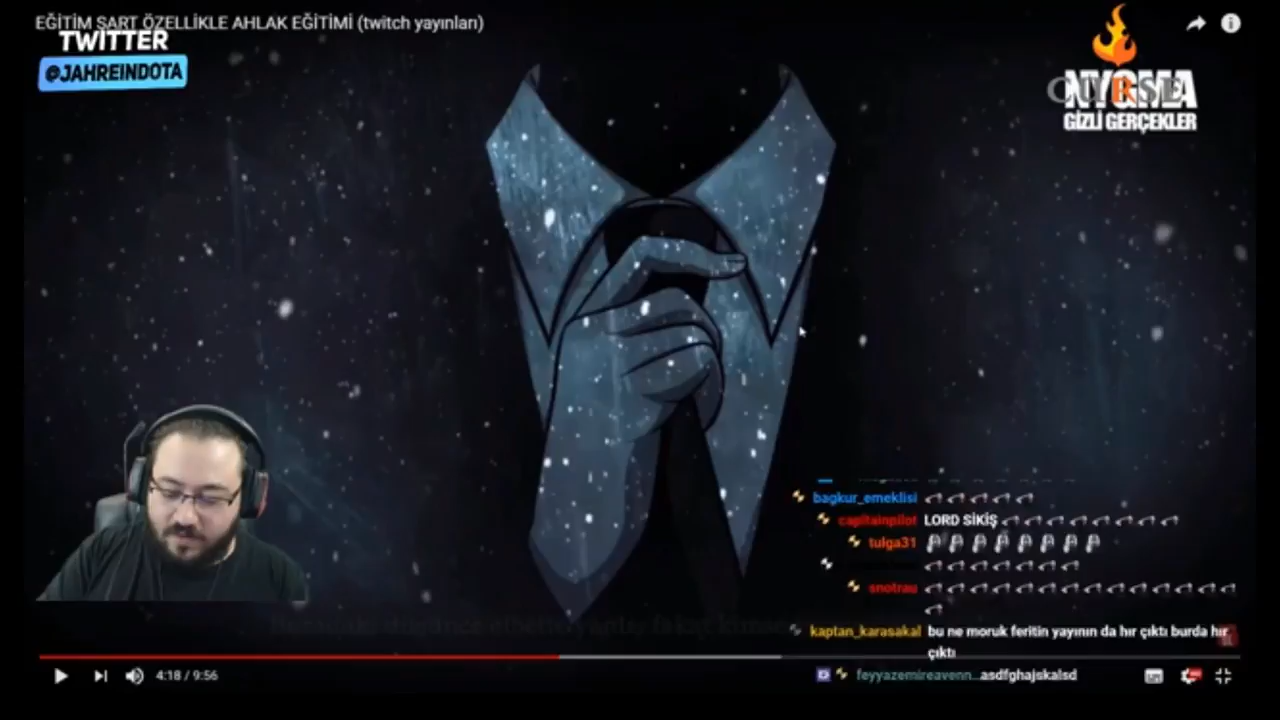 EĞİTİM ŞART ÖZELLİKLE AHLAK EĞİTİMİ (twitch yayınları)
TWITTER
@JAHREINDOTA
NYGMA
GİZLİ GERÇEKLER
bagkur_emeklisi
capitainpilot LORD SİKİŞ
tulga31
snotrau
kaptan_karasakal bu ne moruk feritin yayının da hır çıktı burda hır
çıktı
feyyazemireavenn... asdfghajskalsd
4:18 / 9:56